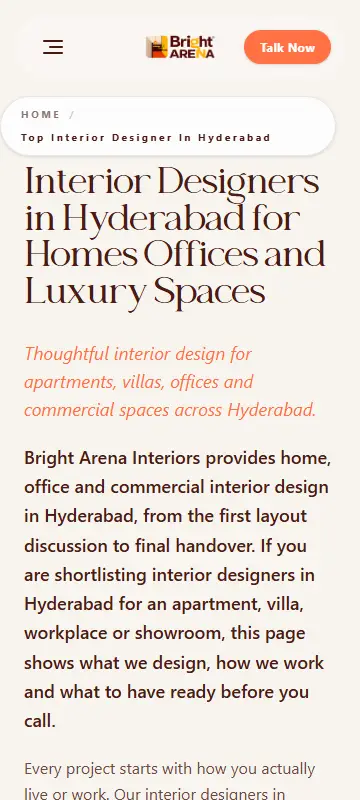 Bright
ARENA
Talk Now
HOME /
Top Interior Designer In Hyderabad
Interior Designers
in Hyderabad for
Homes Offices and
Luxury Spaces
Thoughtful interior design for
apartments, villas, offices and
commercial spaces across Hyderabad.
Bright Arena Interiors provides home,
office and commercial interior design
in Hyderabad, from the first layout
discussion to final handover. If you
are shortlisting interior designers in
Hyderabad for an apartment, villa,
workplace or showroom, this page
shows what we design, how we work
and what to have ready before you
call.
Every project starts with how you actually
live or work. Our interior designers in